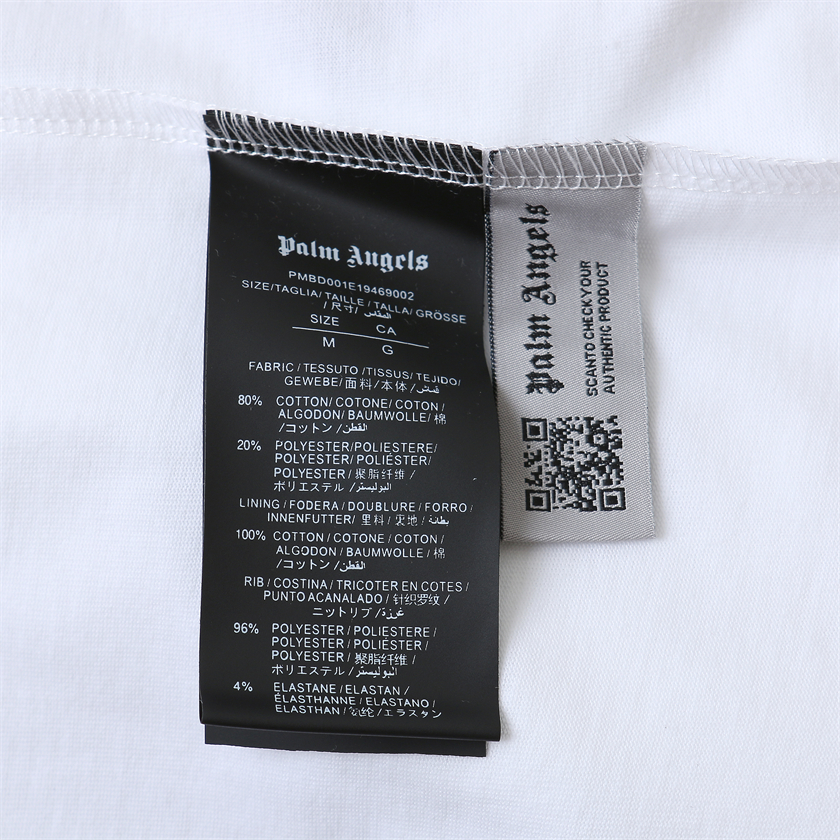 Palm Angels
PMBD001E19469002
SIZE/TAGLIA/ TAILLE / TALLA/ GRÖSSE
/ 尺寸/ المقاس
SIZE CA
M G
FABRIC / TESSUTO /TISSUS/ TEJIDO/
GEWEBE/面料/本体/ قماش/
80% COTTON/ COTONE/ COTON /
ALGODON/ BAUMWOLLE/ 棉
/コットン/ القطن/
20% POLYESTER/POLIESTERE/
POLYESTER/ POLIÉSTER/
POLYESTER / 聚脂纤维 /
ポリエステル / البوليستر/
LINING / FODERA / DOUBLURE / FORRO /
INNENFUTTER/ 里料 / 裏地 / بطانة/
100% COTTON / COTONE / COTON /
ALGODON / BAUMWOLLE / 棉
/コットン / القطن/
RIB / COSTINA / TRICOTER EN COTES /
PUNTO ACANALADO / 针织罗纹 /
ニットリブ / غرزة/
96% POLYESTER / POLIESTERE /
POLYESTER / POLIÉSTER /
POLYESTER / 聚脂纤维 /
ポリエステル / البوليستر/
4% ELASTANE / ELASTAN /
ÉLASTHANNE / ELASTANO /
ELASTHAN / 氨纶 / エラスタン
Palm Angels
SCAN TO CHECK YOUR
AUTHENTIC PRODUCT